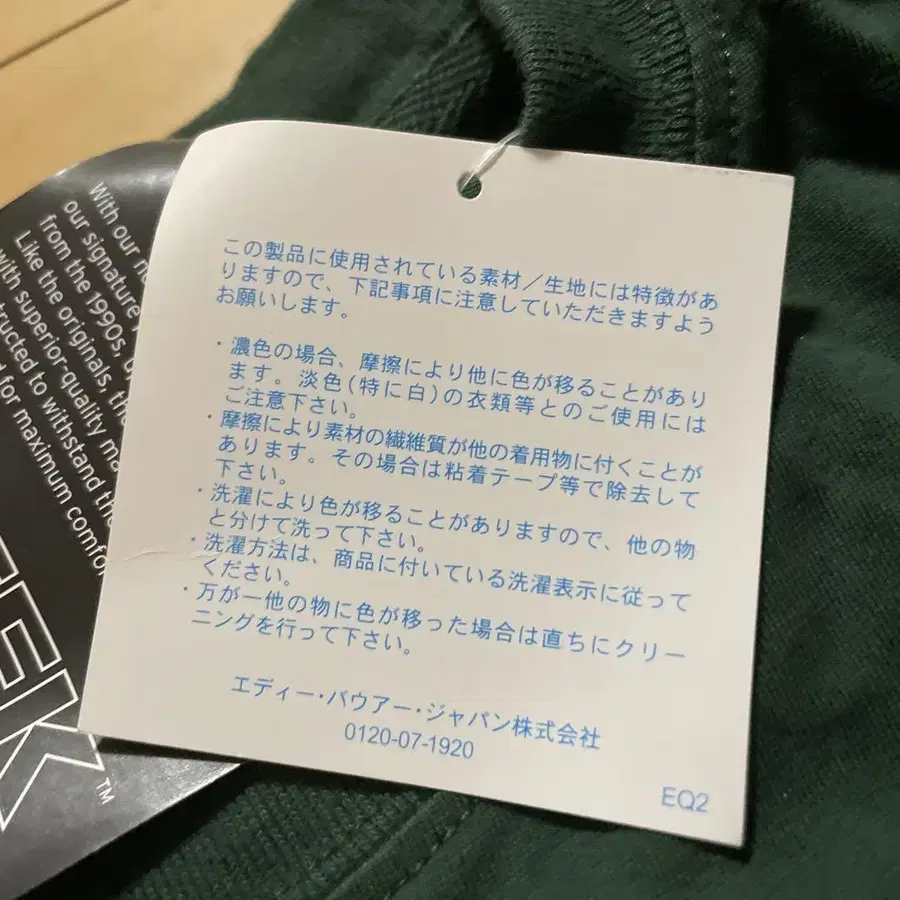 この製品に使用されている素材／生地には特徴があ
りますので、下記事項に注意していただきますよう
お願いします。
・濃色の場合、摩擦により他に色が移ることがあり
ます。淡色(特に白)の衣類等とのご使用には
ご注意下さい。
・摩擦により素材の繊維質が他の着用物に付くことが
あります。その場合は粘着テープ等で除去して
下さい。
・洗濯により色が移ることがありますので、他の物
と分けて洗って下さい。
・洗濯方法は、商品に付いている洗濯表示に従って
ください。
・万が一他の物に色が移った場合は直ちにクリー
ニングを行って下さい。
エディー・バウアー・ジャパン株式会社
0120-07-1920
EQ2
With our
our signature
from the 1990s,
Like the originals,
With superior-quality
to withstand
for maximum
TM